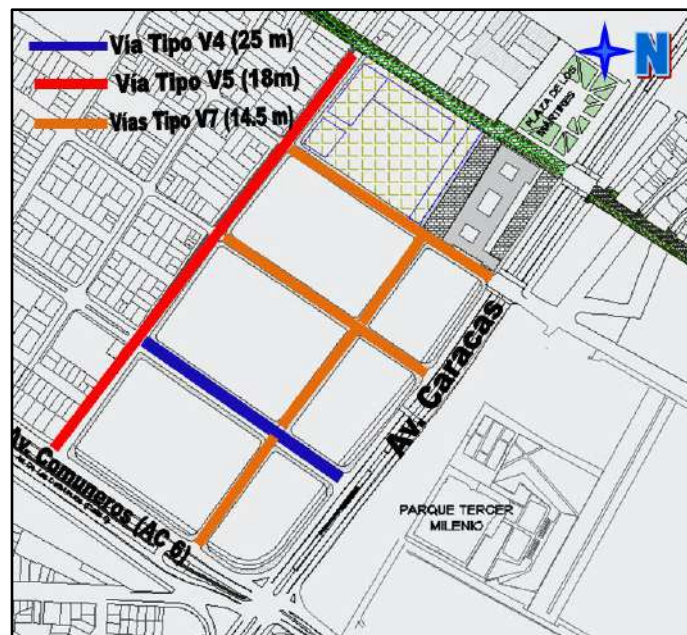 Vía Tipo V4 (25 m)
Vía Tipo V5 (18m)
Vías Tipo V7 (14.5 m)
N
PLAZA DE LOS
MARTIRES
Av. Caracas
PARQUE TERCER
MILENIO
Av. Comuneros (AC 6)